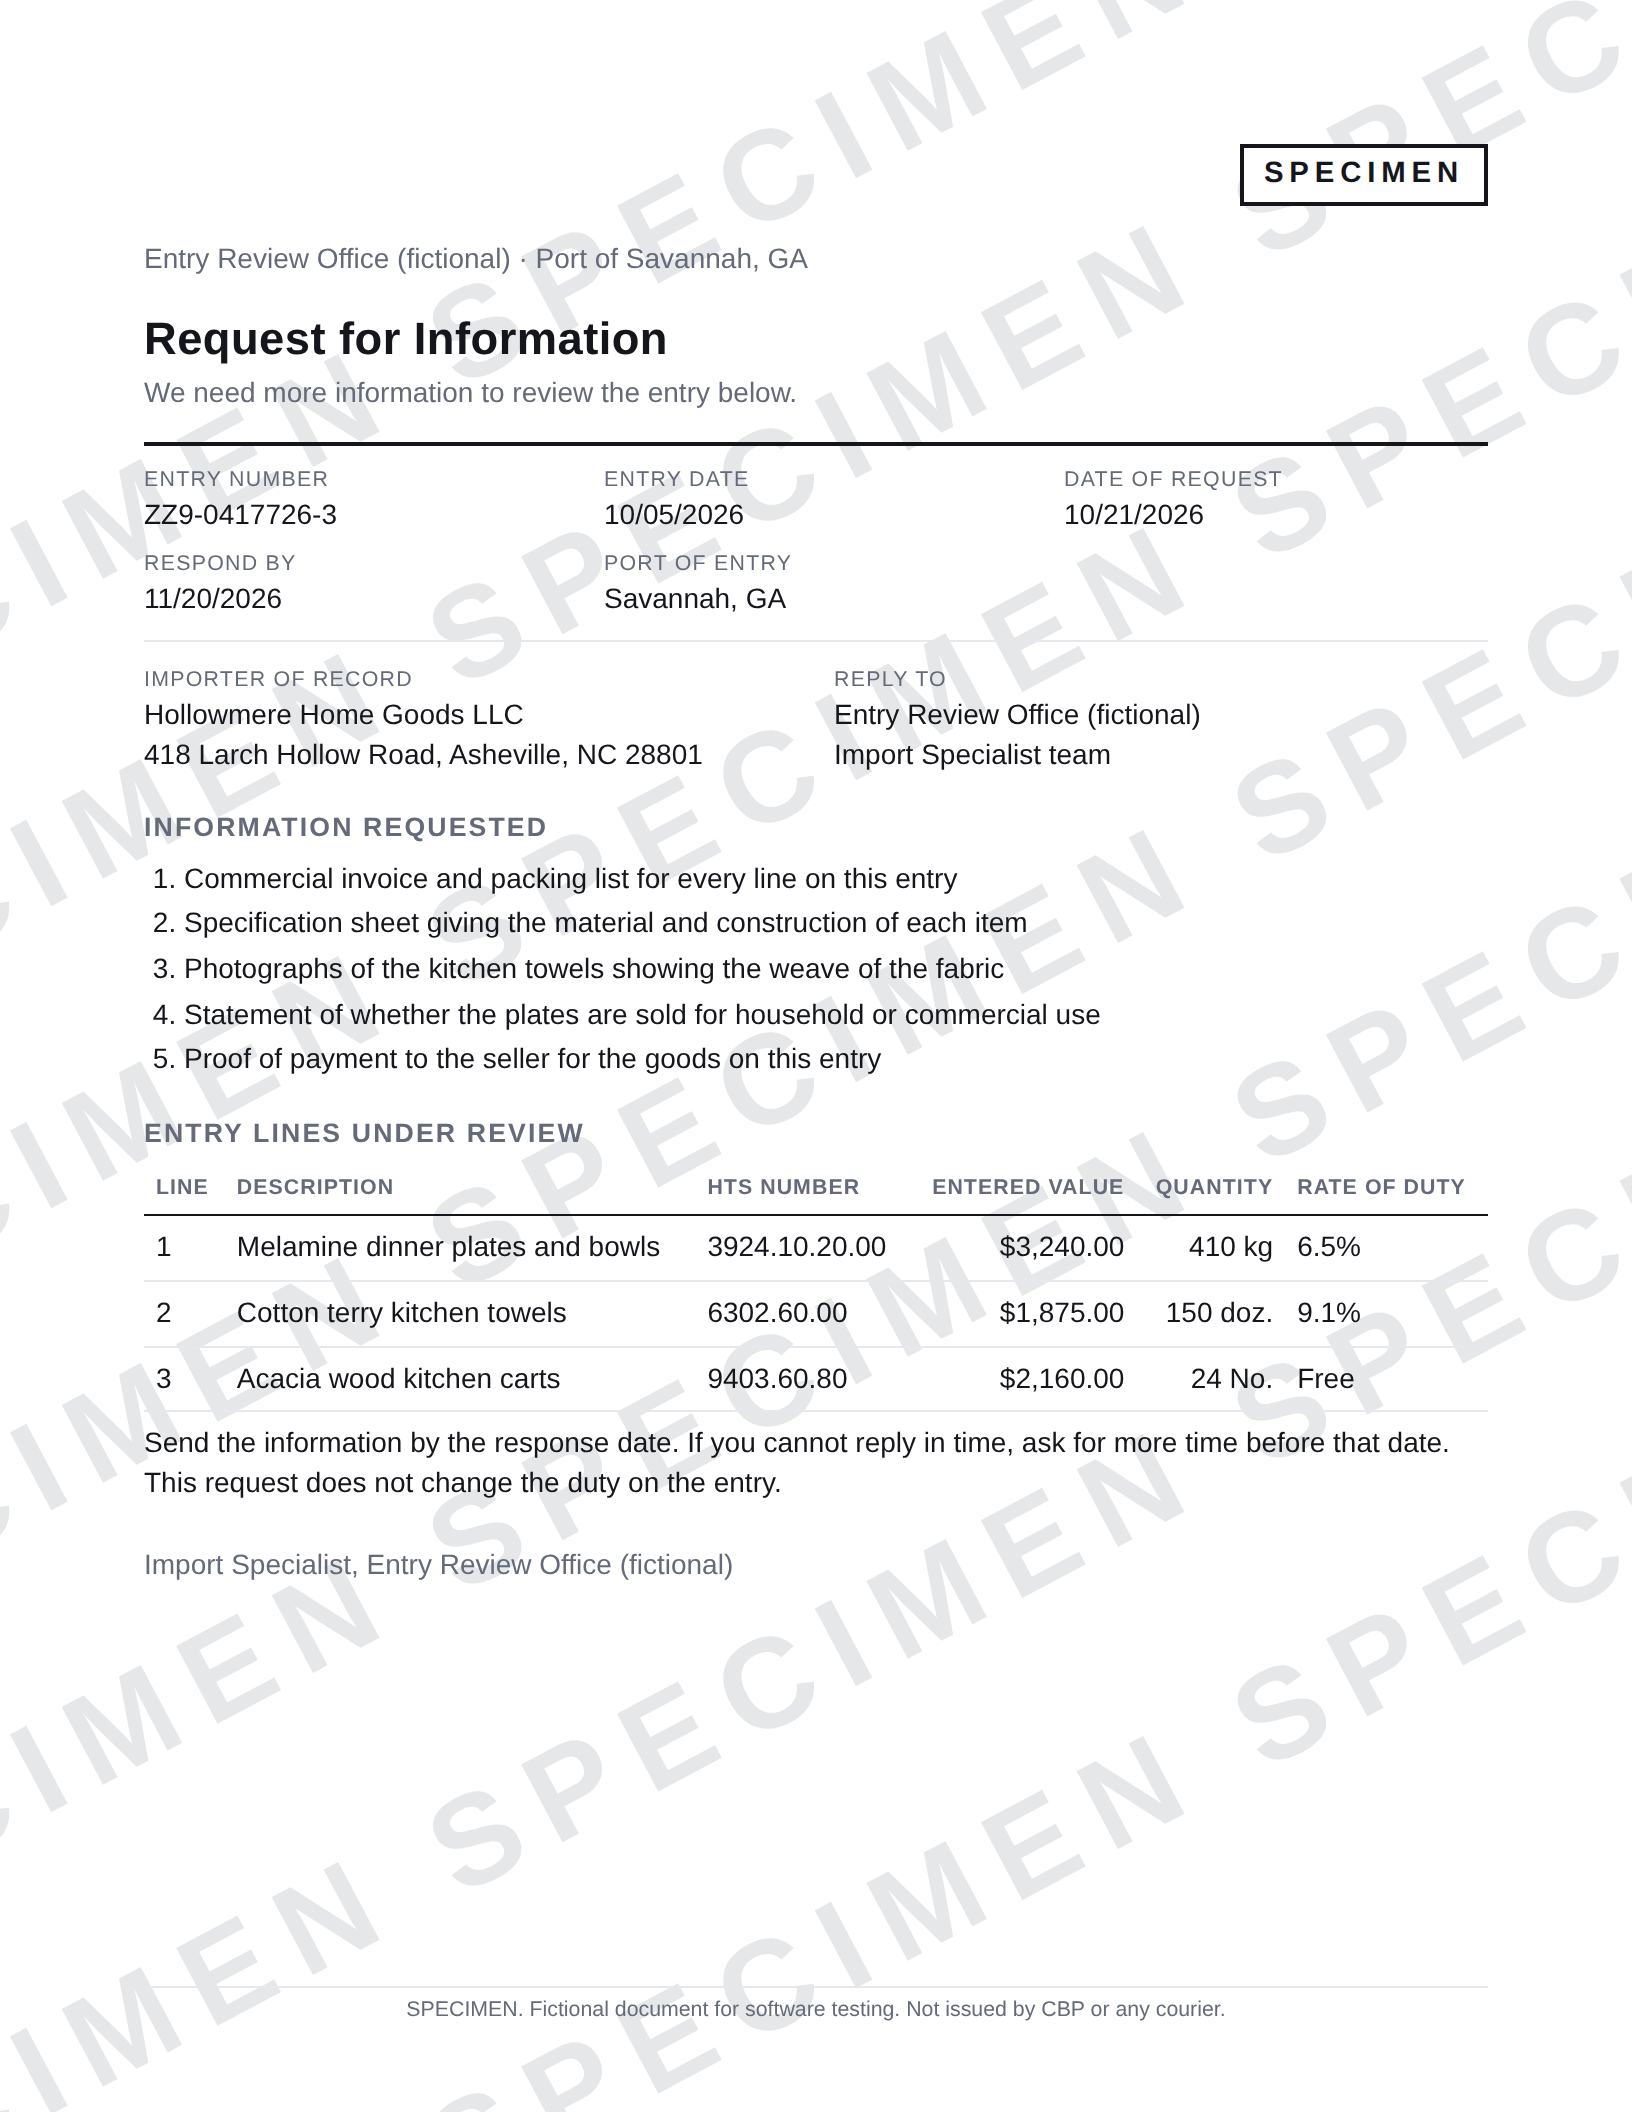 SPECIMEN
Entry Review Office (fictional) · Port of Savannah, GA
Request for Information
We need more information to review the entry below.
ENTRY NUMBER ENTRY DATE DATE OF REQUEST
ZZ9-0417726-3 10/05/2026 10/21/2026
RESPOND BY PORT OF ENTRY
11/20/2026 Savannah, GA
IMPORTER OF RECORD REPLY TO
Hollowmere Home Goods LLC Entry Review Office (fictional)
418 Larch Hollow Road, Asheville, NC 28801 Import Specialist team
INFORMATION REQUESTED
1. Commercial invoice and packing list for every line on this entry
2. Specification sheet giving the material and construction of each item
3. Photographs of the kitchen towels showing the weave of the fabric
4. Statement of whether the plates are sold for household or commercial use
5. Proof of payment to the seller for the goods on this entry
ENTRY LINES UNDER REVIEW
LINE DESCRIPTION HTS NUMBER ENTERED VALUE QUANTITY RATE OF DUTY
1 Melamine dinner plates and bowls 3924.10.20.00 $3,240.00 410 kg 6.5%
2 Cotton terry kitchen towels 6302.60.00 $1,875.00 150 doz. 9.1%
3 Acacia wood kitchen carts 9403.60.80 $2,160.00 24 No. Free
Send the information by the response date. If you cannot reply in time, ask for more time before that date.
This request does not change the duty on the entry.
Import Specialist, Entry Review Office (fictional)
SPECIMEN. Fictional document for software testing. Not issued by CBP or any courier.